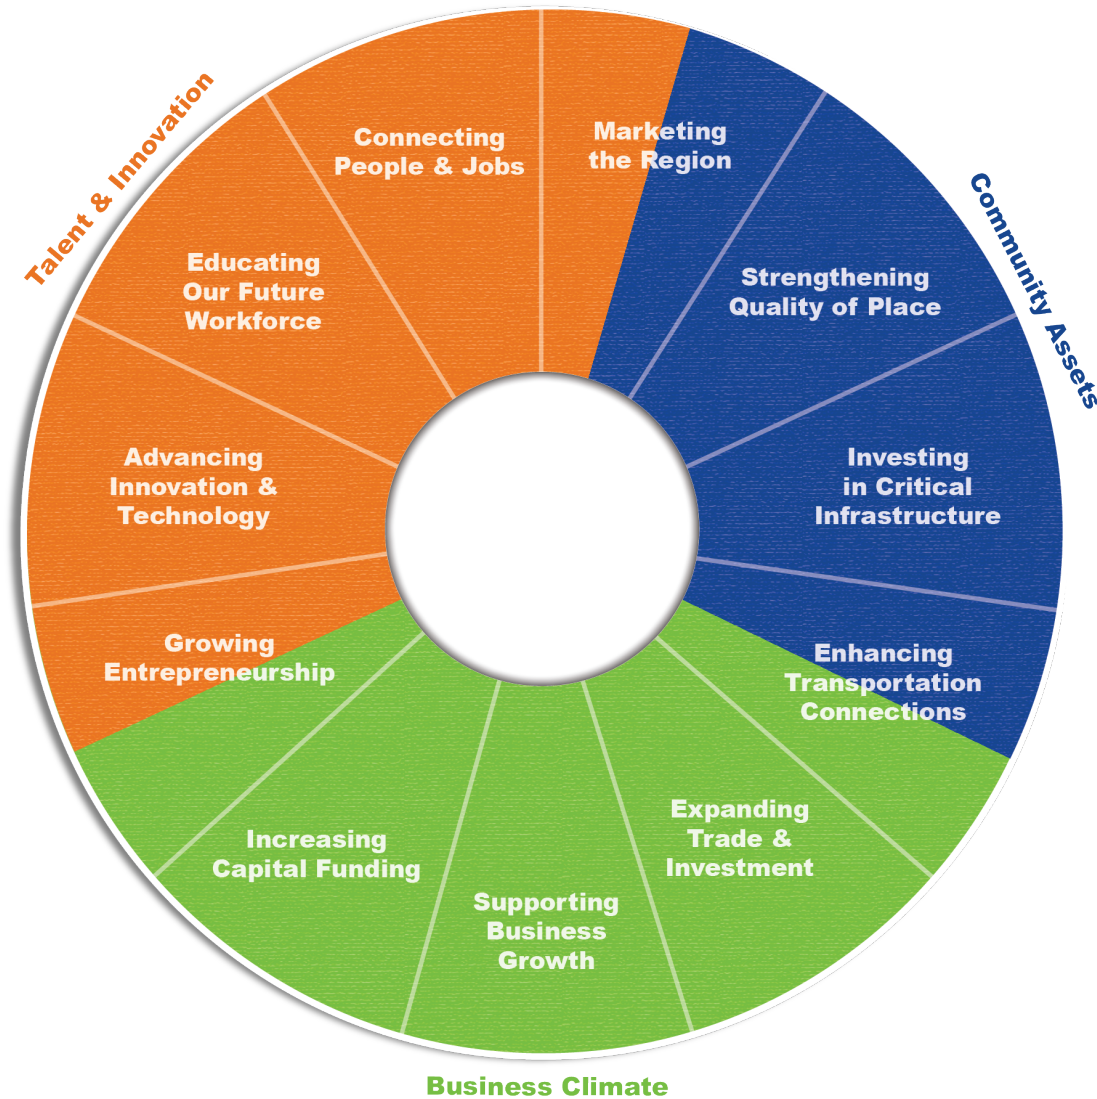 Talent & Innovation
Connecting
People & Jobs
Marketing
the Region
Community Assets
Educating
Our Future
Workforce
Strengthening
Quality of Place
Advancing
Innovation &
Technology
Investing
in Critical
Infrastructure
Growing
Entrepreneurship
Enhancing
Transportation
Connections
Increasing
Capital Funding
Expanding
Trade &
Investment
Supporting
Business
Growth
Business Climate